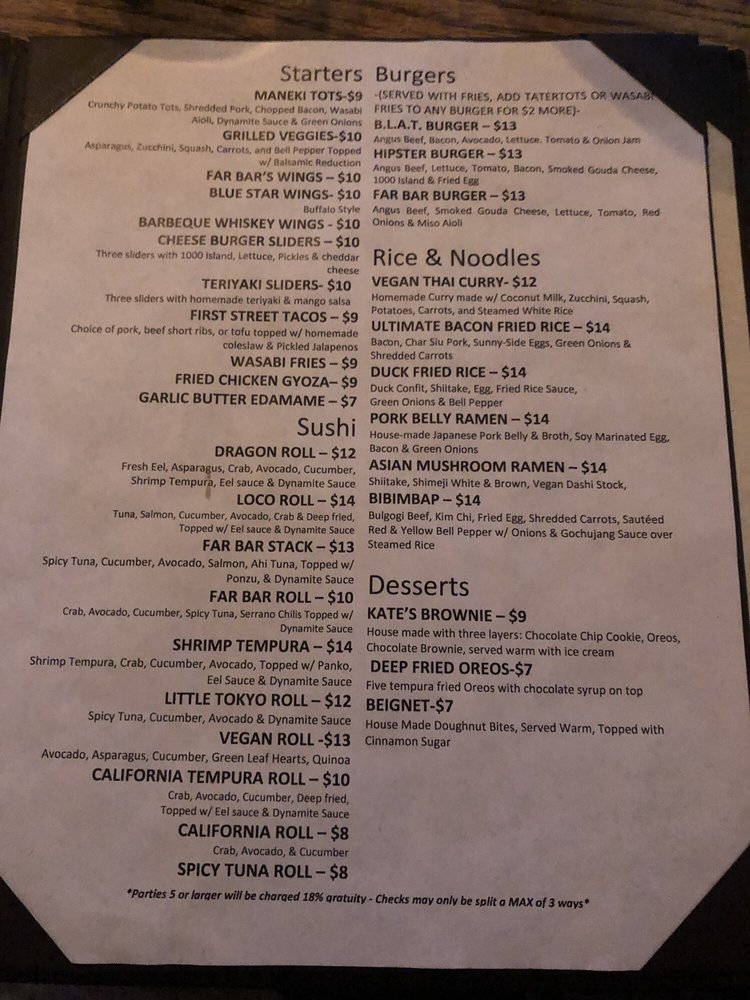 Starters
MANEKI TOTS-$9
Crunchy Potato Tots, Shredded Pork, Chopped Bacon, Wasabi
Aioli, Dynamite Sauce & Green Onions
GRILLED VEGGIES-$10
Asparagus, Zucchini, Squash, Carrots, and Bell Pepper Topped
w/ Balsamic Reduction
FAR BAR'S WINGS – $10
BLUE STAR WINGS- $10
Buffalo Style
BARBEQUE WHISKEY WINGS - $10
CHEESE BURGER SLIDERS – $10
Three sliders with 1000 Island, Lettuce, Pickles & cheddar
cheese
TERIYAKI SLIDERS- $10
Three sliders with homemade teriyaki & mango salsa
FIRST STREET TACOS – $9
Choice of pork, beef short ribs, or tofu topped w/ homemade
coleslaw & Pickled Jalapenos
WASABI FRIES – $9
FRIED CHICKEN GYOZA– $9
GARLIC BUTTER EDAMAME – $7
Sushi
DRAGON ROLL – $12
Fresh Eel, Asparagus, Crab, Avocado, Cucumber,
Shrimp Tempura, Eel sauce & Dynamite Sauce
LOCO ROLL – $14
Tuna, Salmon, Cucumber, Avocado, Crab & Deep fried,
Topped w/ Eel sauce & Dynamite Sauce
FAR BAR STACK – $13
Spicy Tuna, Cucumber, Avocado, Salmon, Ahi Tuna, Topped w/
Ponzu, & Dynamite Sauce
FAR BAR ROLL – $10
Crab, Avocado, Cucumber, Spicy Tuna, Serrano Chilis Topped w/
Dynamite Sauce
SHRIMP TEMPURA – $14
Shrimp Tempura, Crab, Cucumber, Avocado, Topped w/ Panko,
Eel Sauce & Dynamite Sauce
LITTLE TOKYO ROLL – $12
Spicy Tuna, Cucumber, Avocado & Dynamite Sauce
VEGAN ROLL -$13
Avocado, Asparagus, Cucumber, Green Leaf Hearts, Quinoa
CALIFORNIA TEMPURA ROLL – $10
Crab, Avocado, Cucumber, Deep fried,
Topped w/ Eel sauce & Dynamite Sauce
CALIFORNIA ROLL – $8
Crab, Avocado, & Cucumber
SPICY TUNA ROLL – $8
Burgers
-(SERVED WITH FRIES, ADD TATERTOTS OR WASABI
FRIES TO ANY BURGER FOR $2 MORE)-
B.L.A.T. BURGER – $13
Angus Beef, Bacon, Avocado, Lettuce, Tomato & Onion Jam
HIPSTER BURGER – $13
Angus Beef, Lettuce, Tomato, Bacon, Smoked Gouda Cheese,
1000 Island & Fried Egg
FAR BAR BURGER – $13
Angus Beef, Smoked Gouda Cheese, Lettuce, Tomato, Red
Onions & Miso Aioli
Rice & Noodles
VEGAN THAI CURRY- $12
Homemade Curry made w/ Coconut Milk, Zucchini, Squash,
Potatoes, Carrots, and Steamed White Rice
ULTIMATE BACON FRIED RICE – $14
Bacon, Char Siu Pork, Sunny-Side Eggs, Green Onions &
Shredded Carrots
DUCK FRIED RICE – $14
Duck Confit, Shiitake, Egg, Fried Rice Sauce,
Green Onions & Bell Pepper
PORK BELLY RAMEN – $14
House-made Japanese Pork Belly & Broth, Soy Marinated Egg,
Bacon & Green Onions
ASIAN MUSHROOM RAMEN – $14
Shiitake, Shimeji White & Brown, Vegan Dashi Stock,
BIBIMBAP – $14
Bulgogi Beef, Kim Chi, Fried Egg, Shredded Carrots, Sautéed
Red & Yellow Bell Pepper w/ Onions & Gochujang Sauce over
Steamed Rice
Desserts
KATE'S BROWNIE – $9
House made with three layers: Chocolate Chip Cookie, Oreos,
Chocolate Brownie, served warm with ice cream
DEEP FRIED OREOS-$7
Five tempura fried Oreos with chocolate syrup on top
BEIGNET-$7
House Made Doughnut Bites, Served Warm, Topped with
Cinnamon Sugar
*Parties 5 or larger will be charged 18% gratuity - Checks may only be split a MAX of 3 ways*